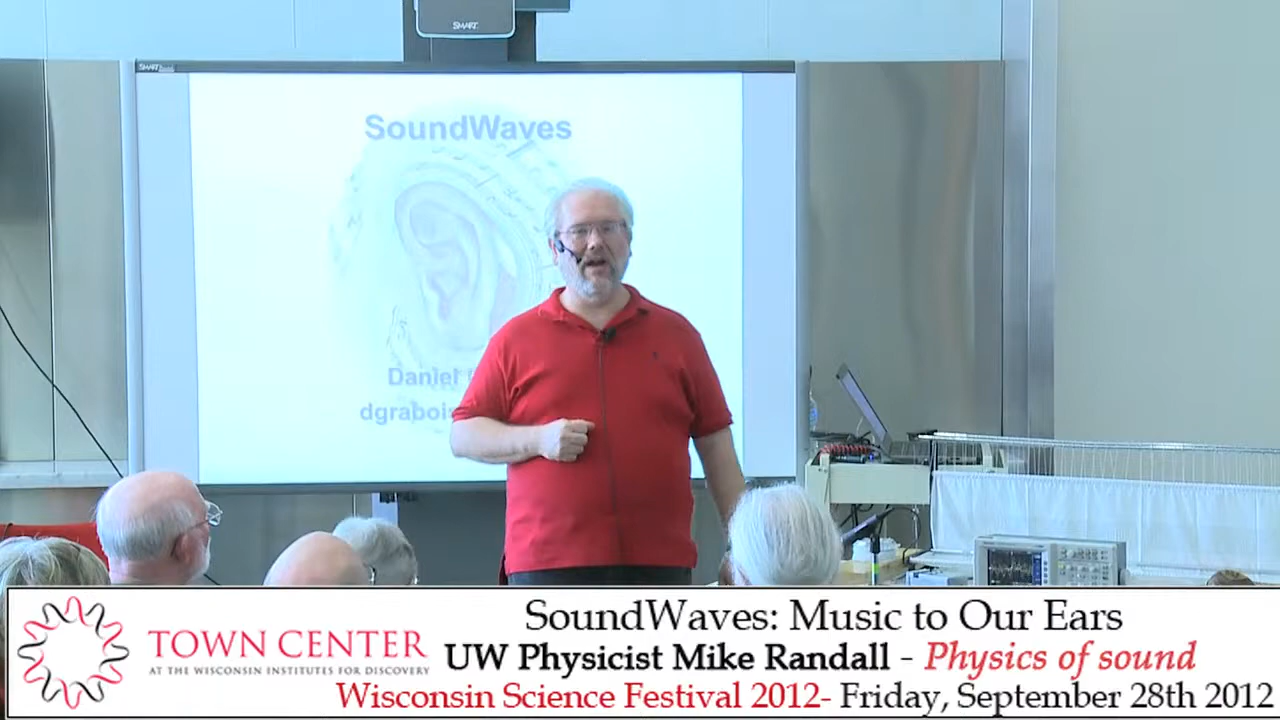 SMART
SMART
SoundWaves
Daniel
dgrabois
SoundWaves: Music to Our Ears
TOWN CENTER
AT THE WISCONSIN INSTITUTES FOR DISCOVERY
UW Physicist Mike Randall - Physics of sound
Wisconsin Science Festival 2012- Friday, September 28th 2012